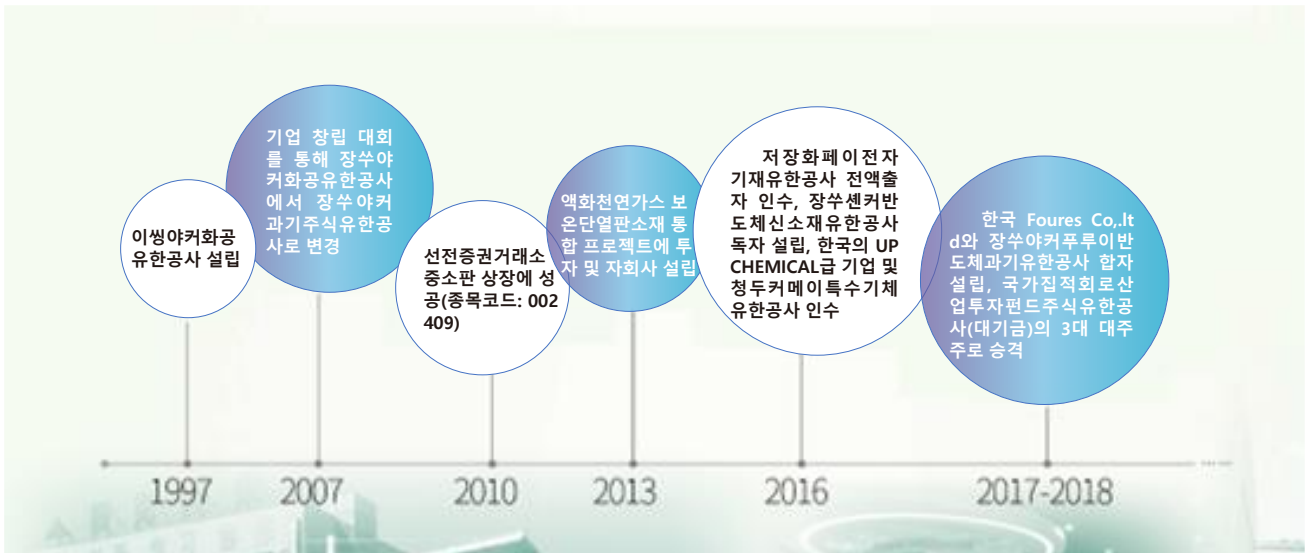 이씽야커화공
유한공사 설립
기업 창립 대회
를 통해 장쑤야
커화공유한공사
에서 장쑤야커
과기주식유한공
사로 변경
선전증권거래소
중소판 상장에 성
공(종목코드: 002
409)
액화천연가스 보
온단열판소재 통
합 프로젝트에 투
자 및 자회사 설립
저장화페이전자
기재유한공사 전액출
자 인수, 장쑤셴커반
도체신소재유한공사
독자 설립, 한국의 UP
CHEMICAL급 기업 및
청두커메이특수기체
유한공사 인수
한국 Foures Co,.lt
d와 장쑤야커푸루이반
도체과기유한공사 합자
설립, 국가집적회로산
업투자펀드주식유한공
사(대기금)의 3대 대주
주로 승격
1997
2007
2010
2013
2016
2017-2018